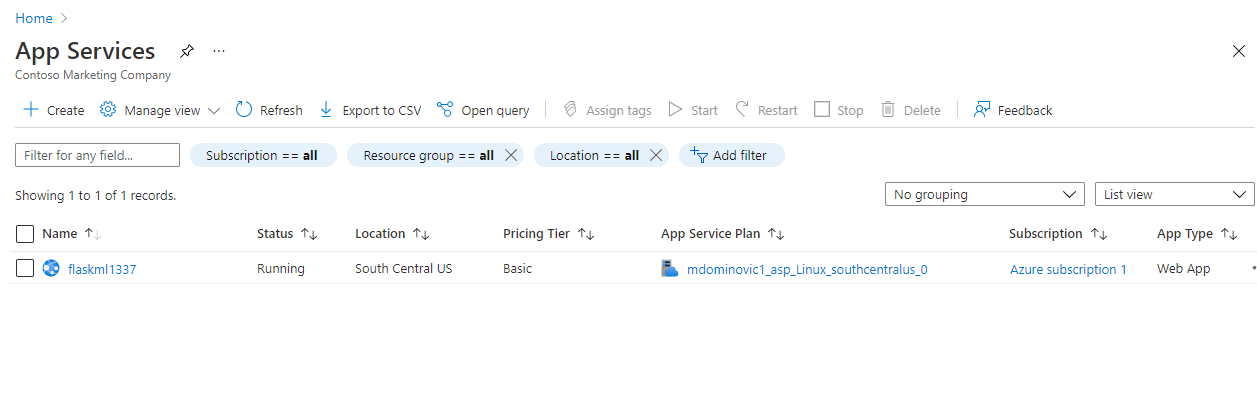 Home
App Services
Contoso Marketing Company
Create Manage view Refresh Export to CSV Open query Assign tags Start Restart Stop Delete Feedback
Filter for any field... Subscription == all Resource group == all Location == all Add filter
Showing 1 to 1 of 1 records. No grouping List view
Name Status Location Pricing Tier App Service Plan Subscription App Type
flaskml1337 Running South Central US Basic mdominovic1_asp_Linux_southcentralus_0 Azure subscription 1 Web App